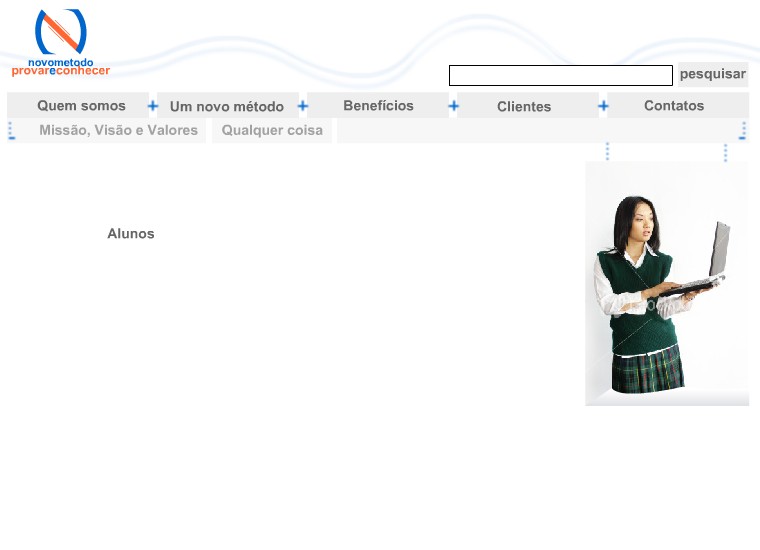 novometodo
provareconhecer
pesquisar
Quem somos
Um novo método
Benefícios
Clientes
Contatos
Missão, Visão e Valores
Qualquer coisa
Alunos